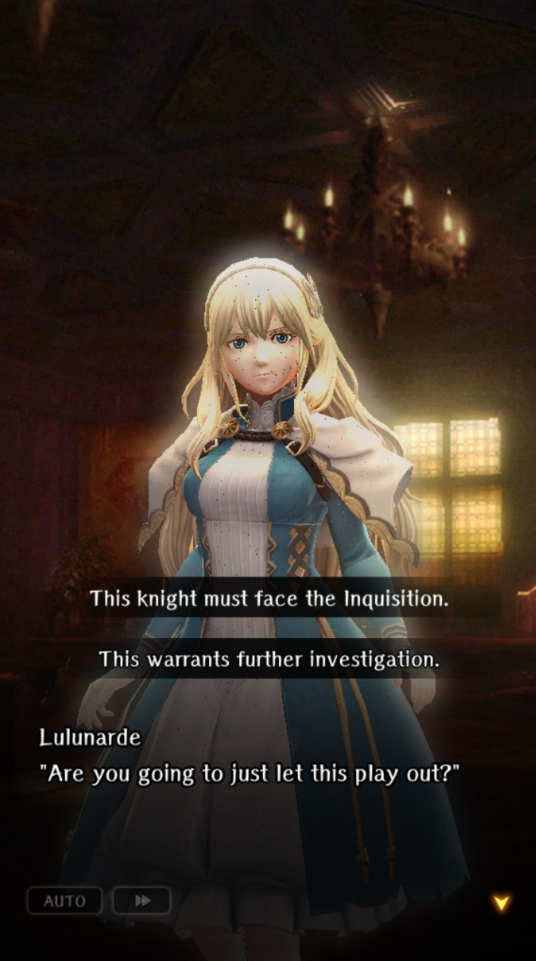 This knight must face the Inquisition.
This warrants further investigation.
Lulunarde
"Are you going to just let this play out?"
AUTO